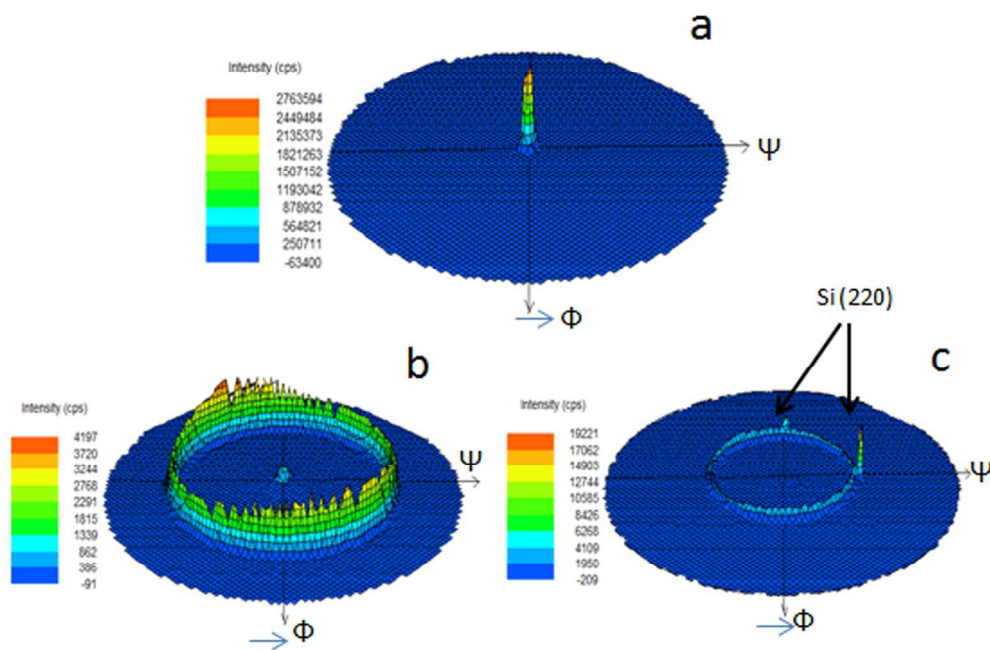 a
Intensity (cps)
2763594
2449484
2135373
1821263
1507152
1193042
878932
564821
250711
-63400
Ψ
Φ
Si (220)
b
Intensity (cps)
4197
3720
3244
2768
2291
1815
1339
862
386
-91
Ψ
Φ
c
Intensity (cps)
19221
17062
14903
12744
10585
8426
6268
4109
1950
-209
Ψ
Φ